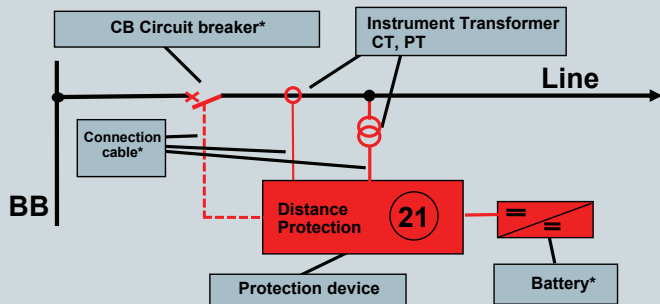 CB Circuit breaker*
Instrument Transformer
CT, PT
Line
Connection
cable*
BB
Distance
Protection
21
Protection device
Battery*